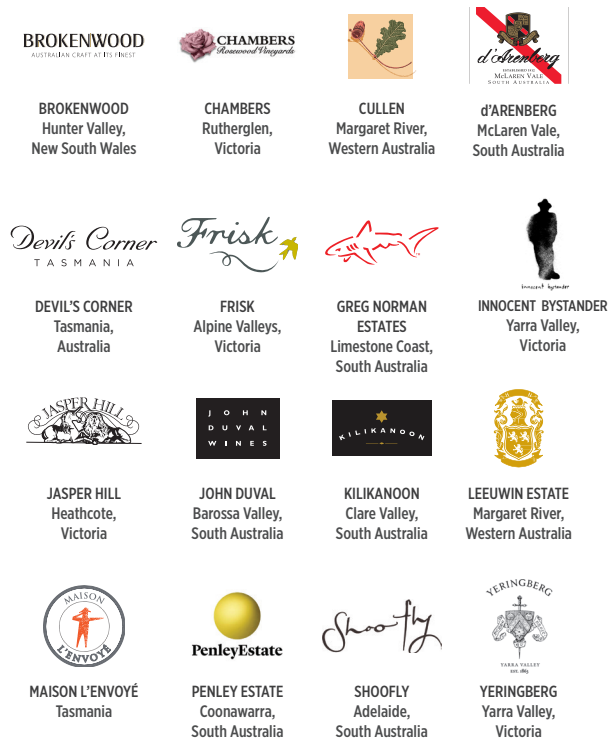 BROKENWOOD
AUSTRALIAN CRAFT AT ITS FINEST
BROKENWOOD
Hunter Valley,
New South Wales
CHAMBERS
Rosewood Vineyards
CHAMBERS
Rutherglen,
Victoria
CULLEN
Margaret River,
Western Australia
d'Arenberg
ESTABLISHED 1912
McLAREN VALE
SOUTH AUSTRALIA
d'ARENBERG
McLaren Vale,
South Australia
Devil's Corner
TASMANIA
DEVIL'S CORNER
Tasmania,
Australia
Frisk
FRISK
Alpine Valleys,
Victoria
GREG NORMAN
ESTATES
Limestone Coast,
South Australia
innocent bystander
INNOCENT BYSTANDER
Yarra Valley,
Victoria
JASPER HILL
JASPER HILL
Heathcote,
Victoria
JOHN
DUVAL
WINES
JOHN DUVAL
Barossa Valley,
South Australia
KILIKANOON
KILIKANOON
Clare Valley,
South Australia
LEEUWIN ESTATE
Margaret River,
Western Australia
MAISON
L'ENVOYÉ
MAISON L'ENVOYÉ
Tasmania
PenleyEstate
PENLEY ESTATE
Coonawarra,
South Australia
Shoofly
SHOOFLY
Adelaide,
South Australia
YERINGBERG
YARRA VALLEY
EST. 1863
YERINGBERG
Yarra Valley,
Victoria